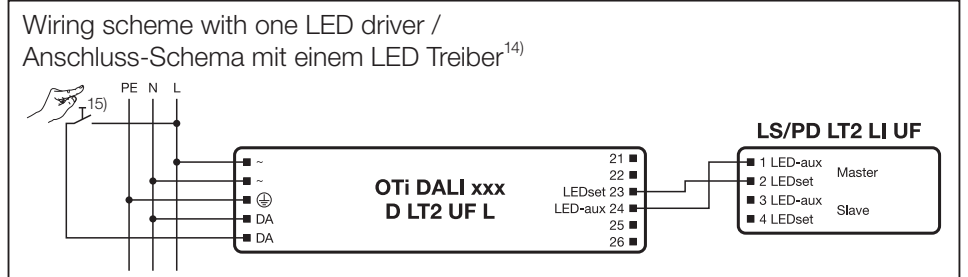 Wiring scheme with one LED driver /
Anschluss-Schema mit einem LED Treiber14)
PE N L
15)
~
~
DA
DA
OTi DALI xxx
D LT2 UF L
21
22
LEDset 23
LED-aux 24
25
26
LS/PD LT2 LI UF
1 LED-aux
2 LEDset
Master
3 LED-aux
4 LEDset
Slave